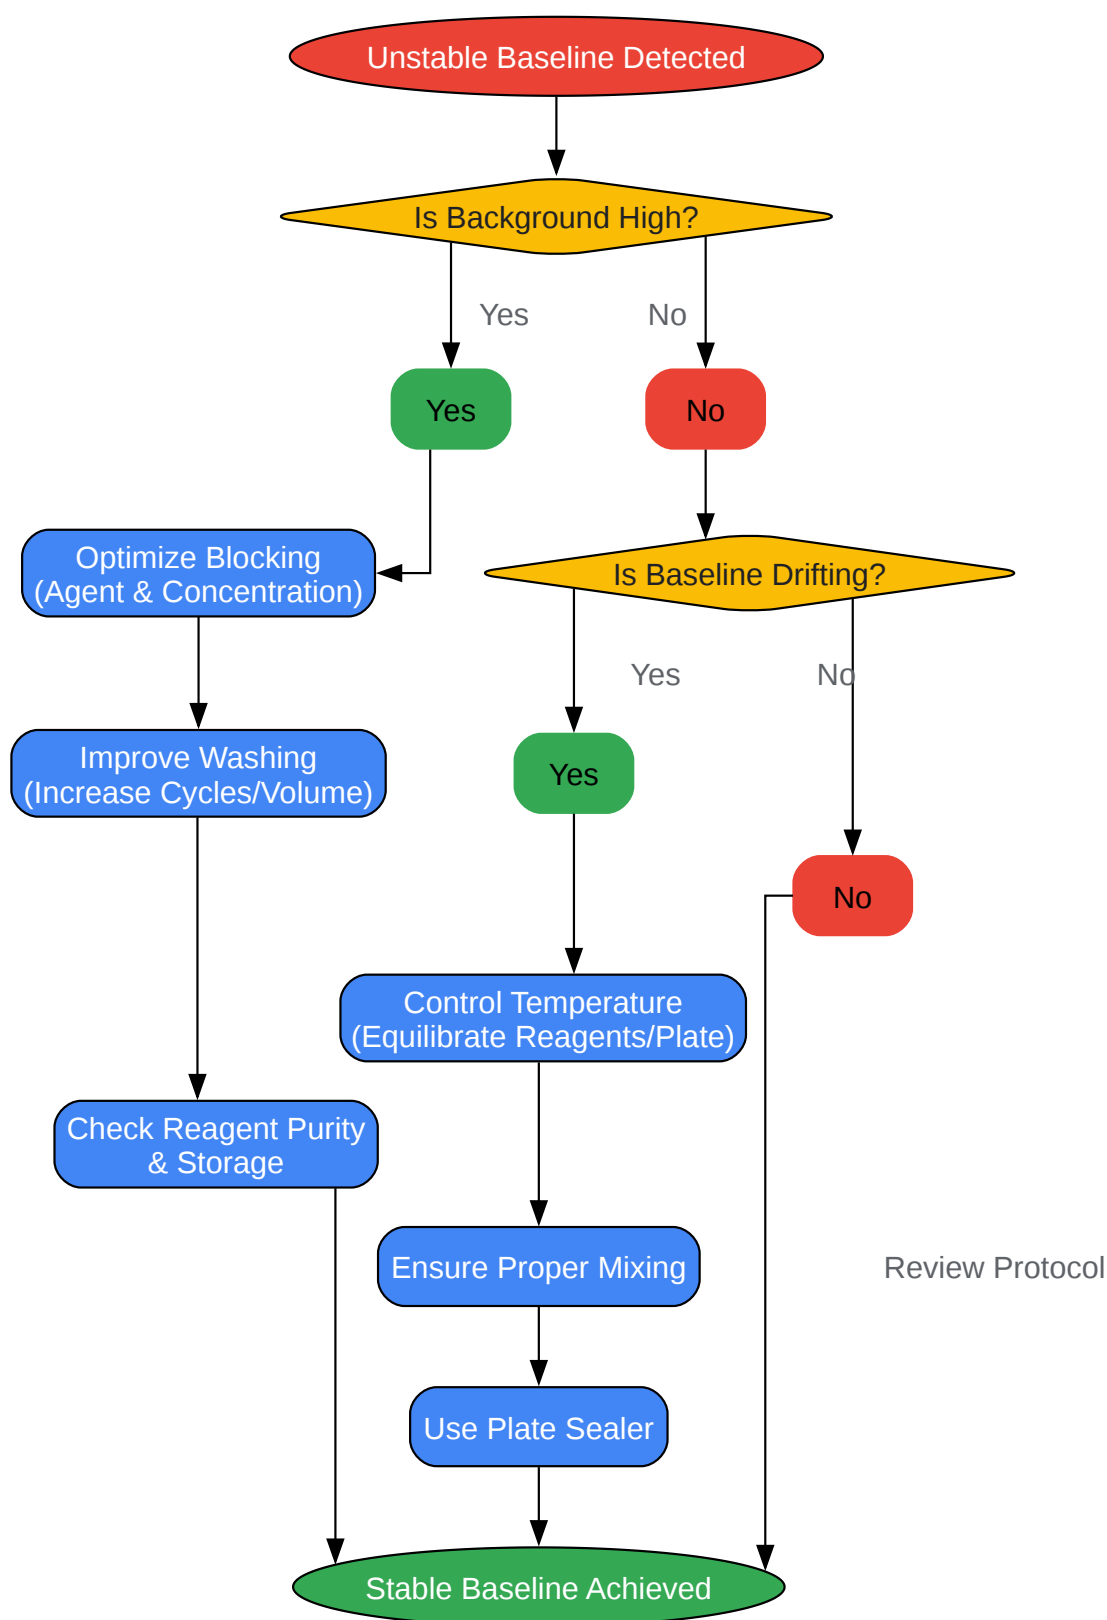 Unstable Baseline Detected
Is Background High?
Yes
No
Yes
No
Optimize Blocking
(Agent & Concentration)
Is Baseline Drifting?
Yes
No
Improve Washing
(Increase Cycles/Volume)
Yes
No
Control Temperature
(Equilibrate Reagents/Plate)
Check Reagent Purity
& Storage
Ensure Proper Mixing
Review Protocol
Use Plate Sealer
Stable Baseline Achieved